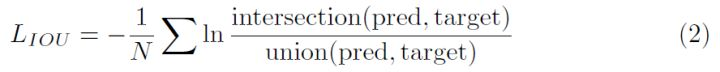 L_{IOU} = -\frac{1}{N} \sum \ln \frac{\text{intersection(pred, target)}}{\text{union(pred, target)}} (2)